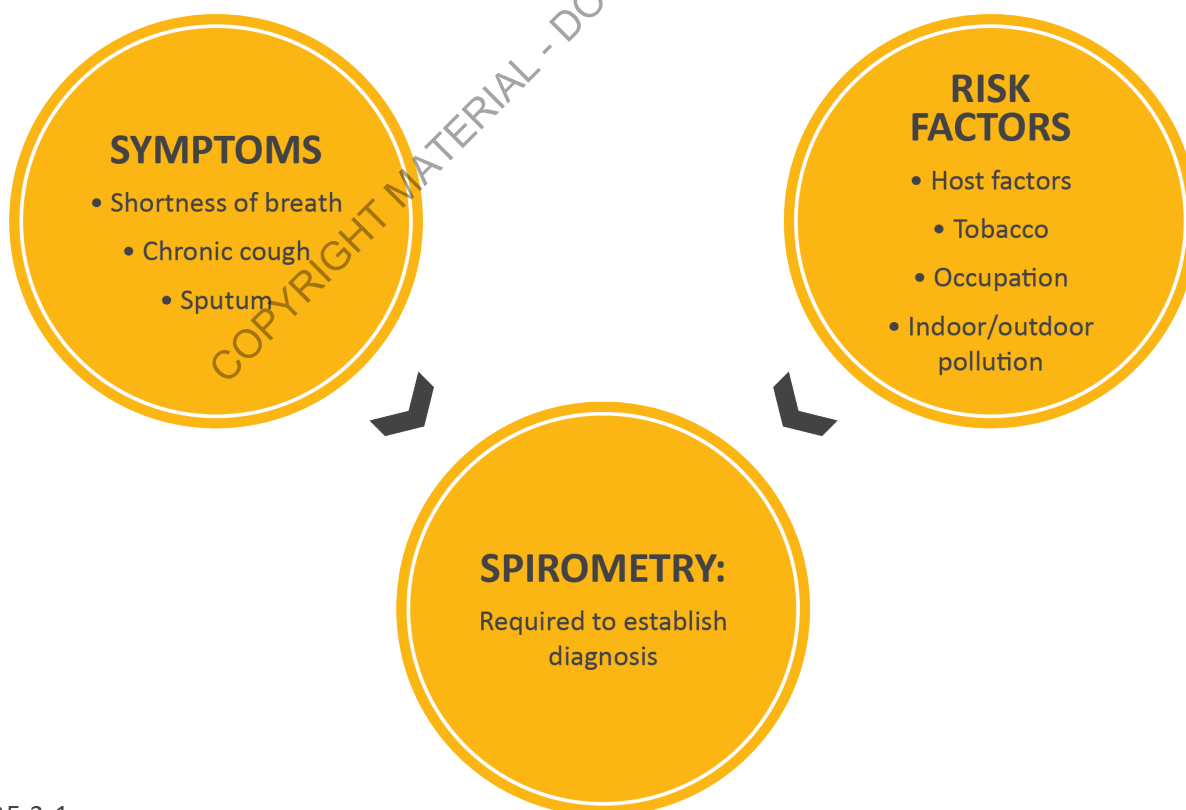 SYMPTOMS
• Shortness of breath
• Chronic cough
• Sputum
RISK
FACTORS
• Host factors
• Tobacco
• Occupation
• Indoor/outdoor
pollution
SPIROMETRY:
Required to establish
diagnosis
COPYRIGHT MATERIAL - DO